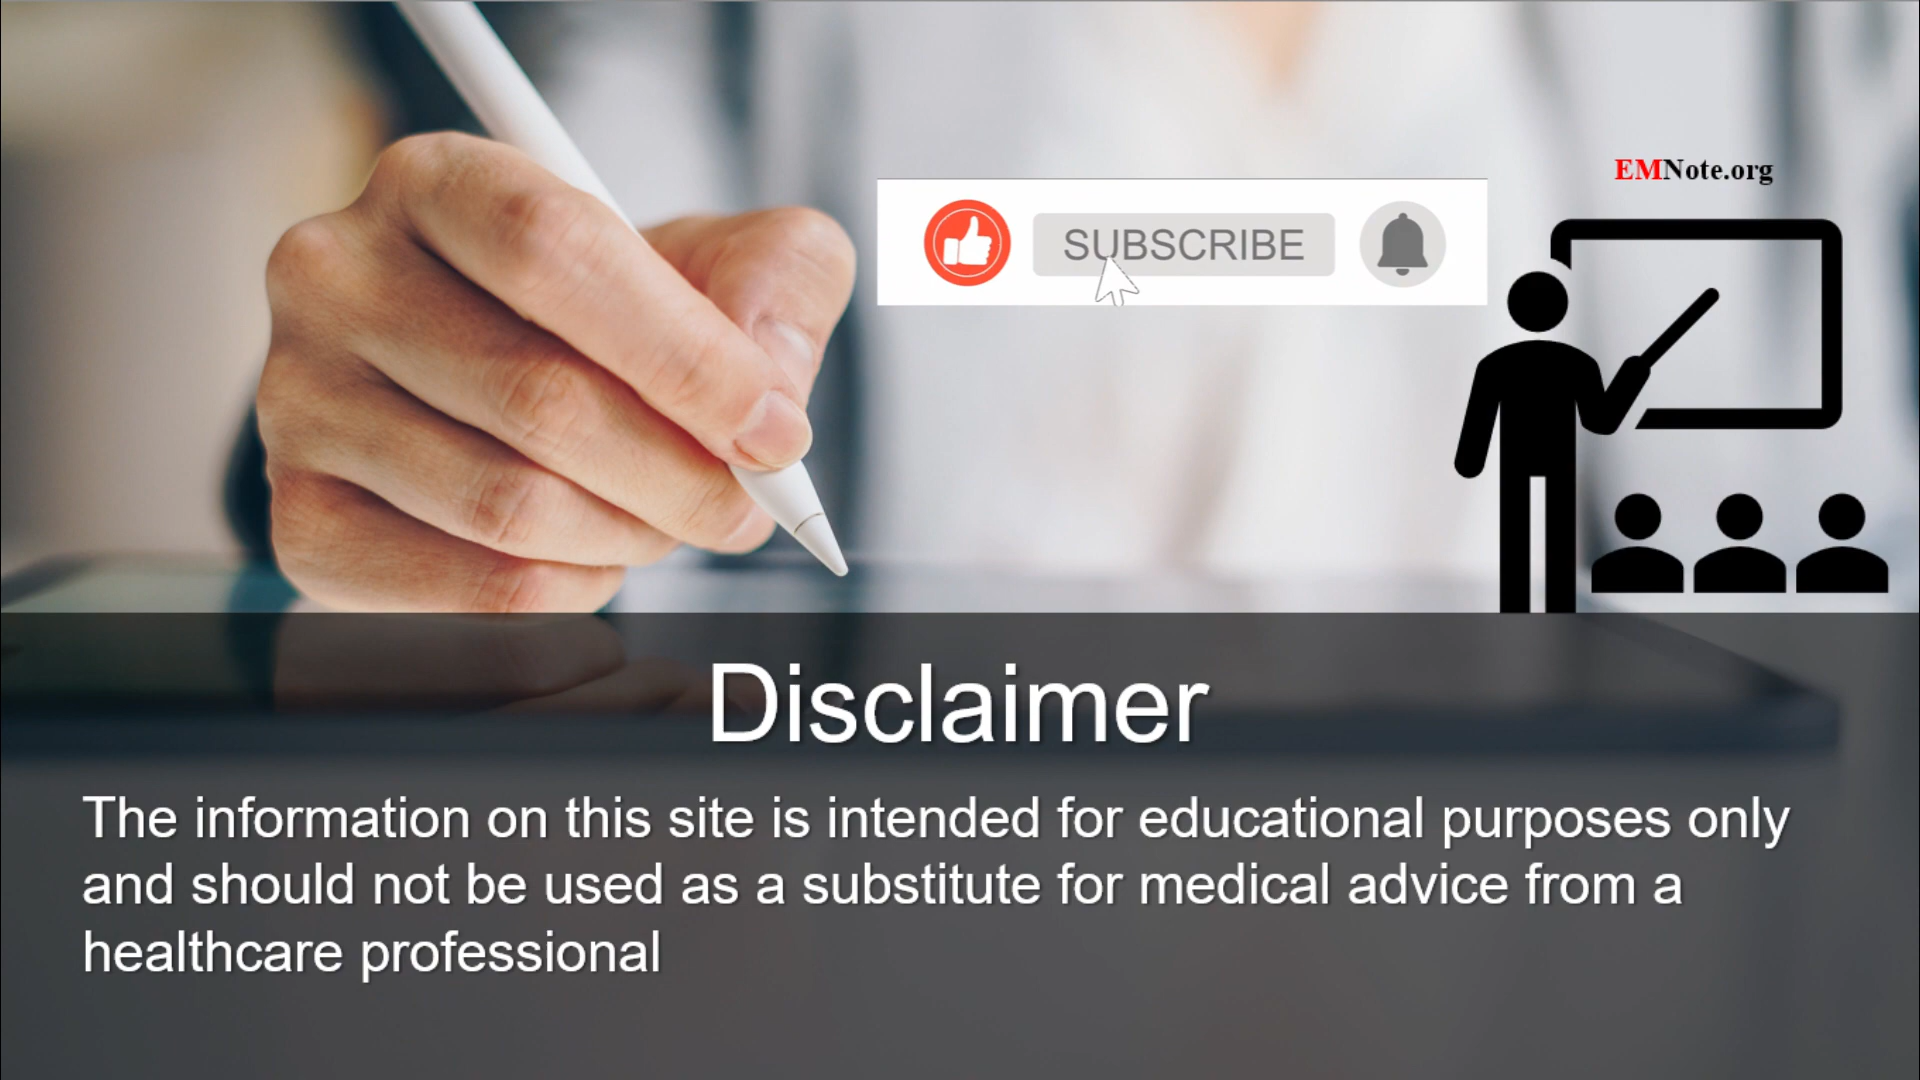 EMNote.org
SUBSCRIBE
Disclaimer
The information on this site is intended for educational purposes only
and should not be used as a substitute for medical advice from a
healthcare professional